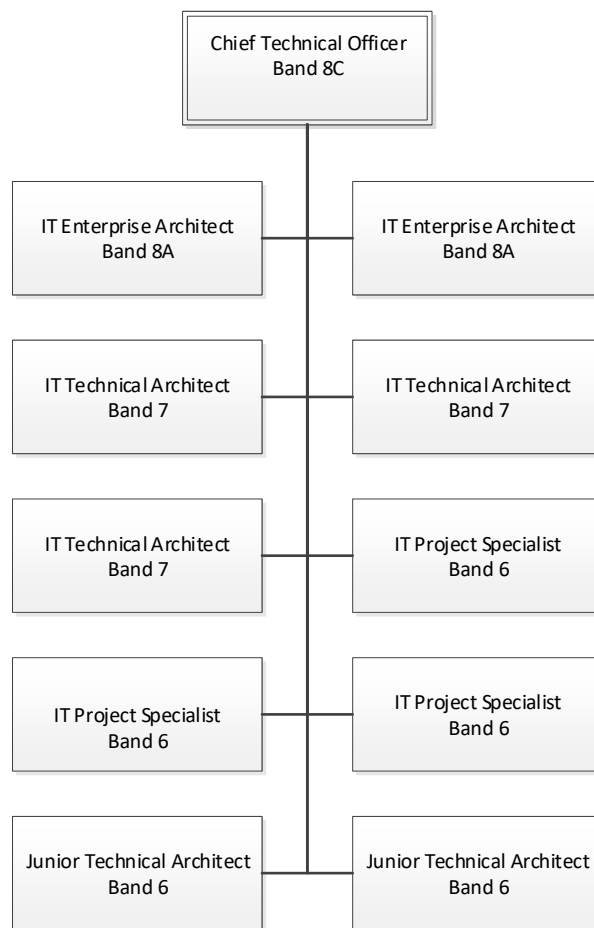 Chief Technical Officer
Band 8C
IT Enterprise Architect
Band 8A
IT Enterprise Architect
Band 8A
IT Technical Architect
Band 7
IT Technical Architect
Band 7
IT Technical Architect
Band 7
IT Project Specialist
Band 6
IT Project Specialist
Band 6
IT Project Specialist
Band 6
Junior Technical Architect
Band 6
Junior Technical Architect
Band 6